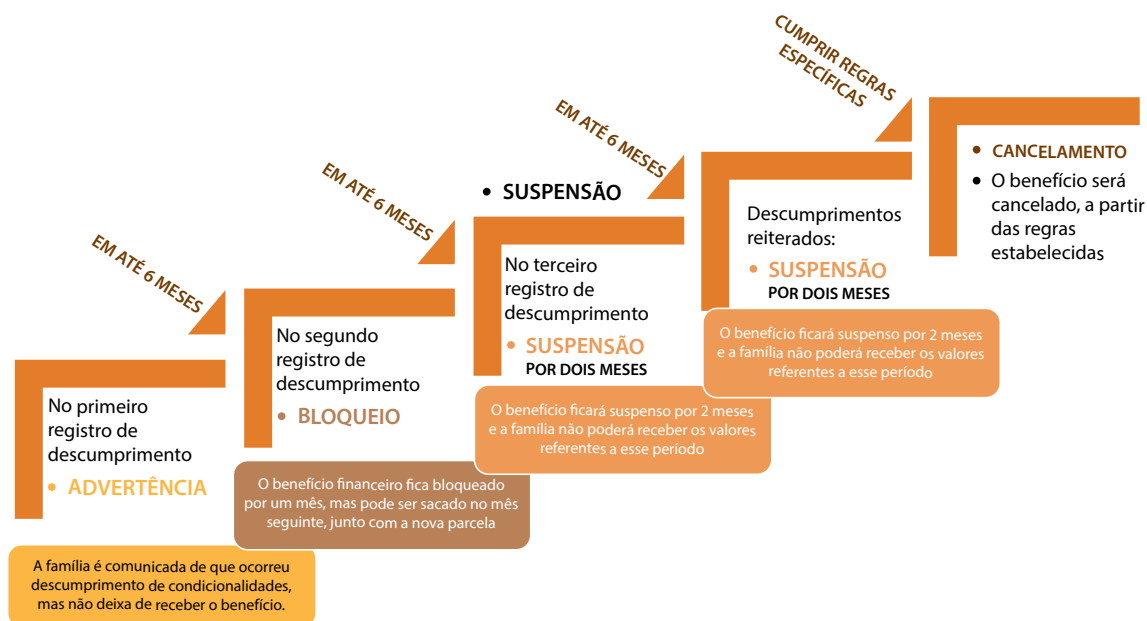 No primeiro
registro de
descumprimento
• ADVERTÊNCIA
A família é comunicada de que ocorreu
descumprimento de condicionalidades,
mas não deixa de receber o benefício.
EM ATÉ 6 MESES
No segundo
registro de
descumprimento
• BLOQUEIO
O benefício financeiro fica bloqueado
por um mês, mas pode ser sacado no mês
seguinte, junto com a nova parcela
EM ATÉ 6 MESES
• SUSPENSÃO
No terceiro
registro de
descumprimento
• SUSPENSÃO
POR DOIS MESES
O benefício ficará suspenso por 2 meses
e a família não poderá receber os valores
referentes a esse período
EM ATÉ 6 MESES
Descumprimentos
reiterados:
• SUSPENSÃO
POR DOIS MESES
O benefício ficará suspenso por 2 meses
e a família não poderá receber os valores
referentes a esse período
CUMPRIR REGRAS
ESPECÍFICAS
• CANCELAMENTO
• O benefício será
cancelado, a partir
das regras
estabelecidas